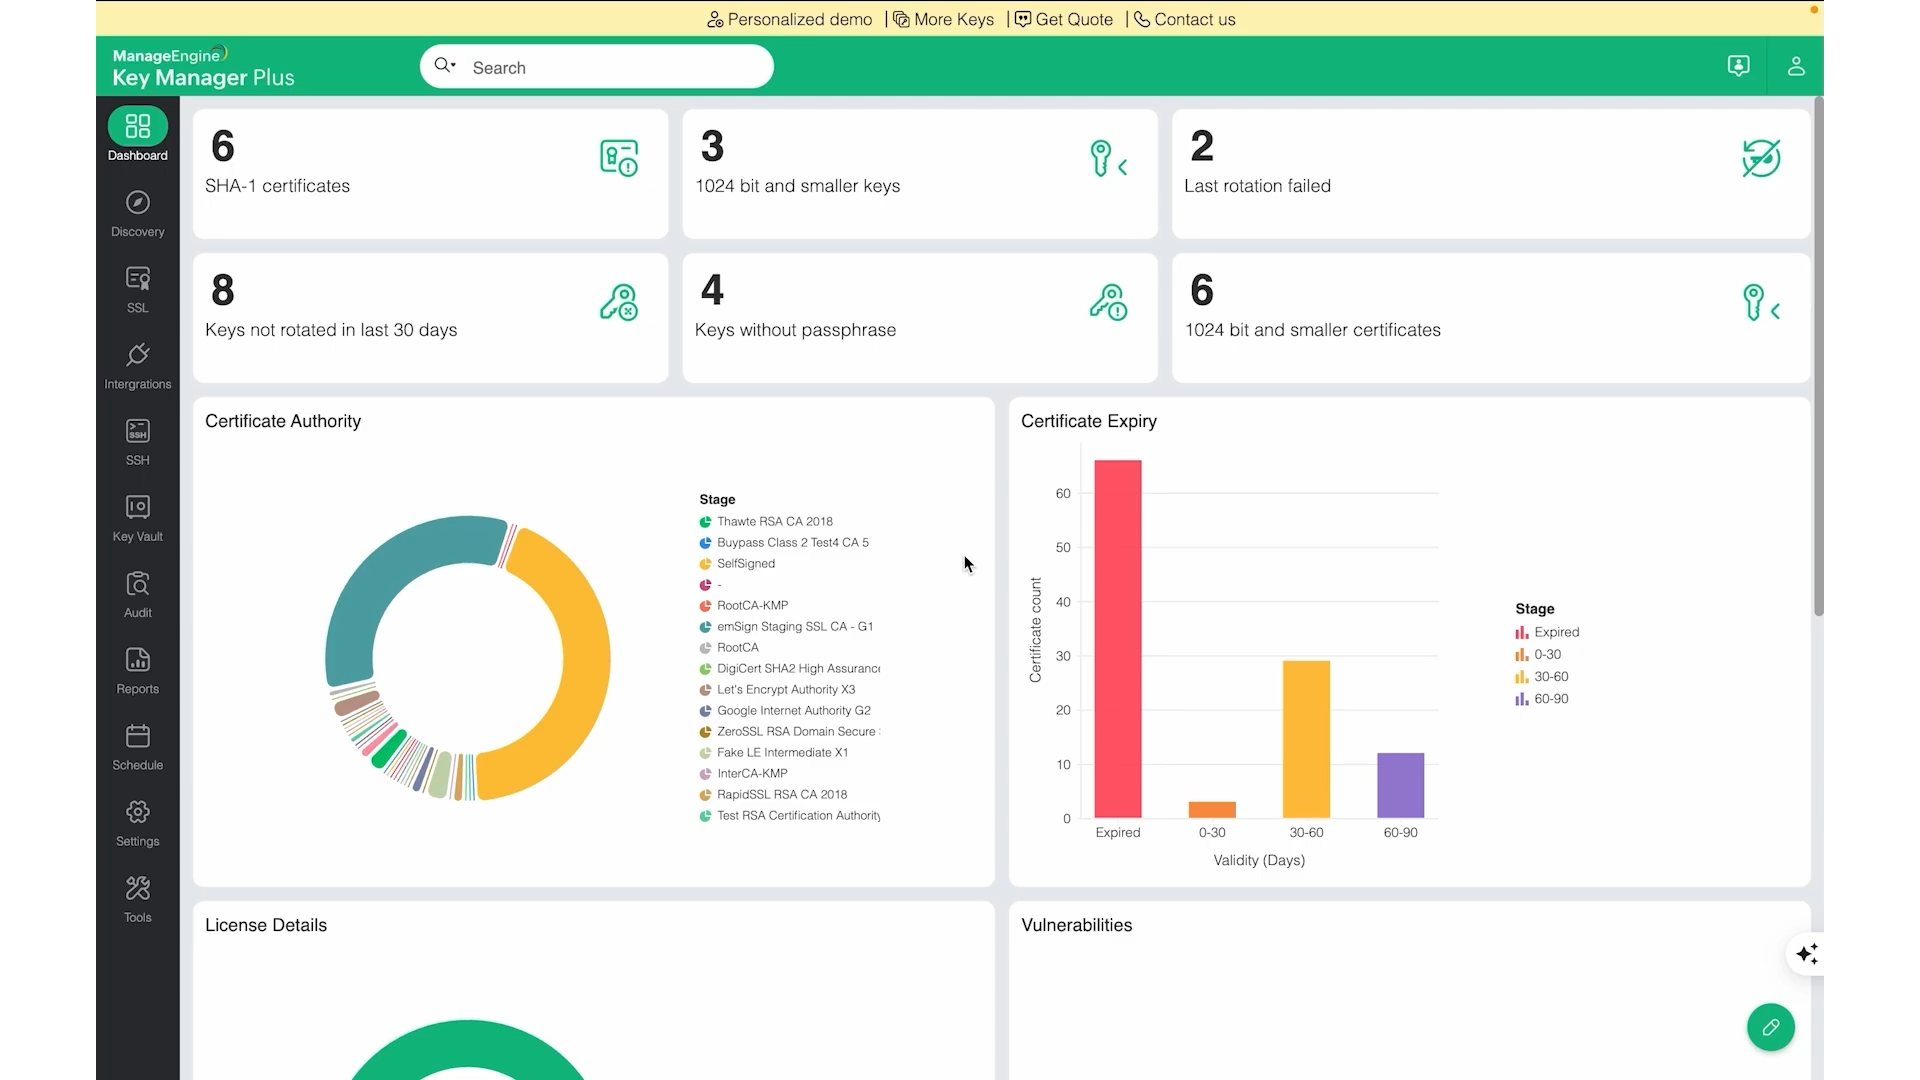 Personalized demo | More Keys | Get Quote | Contact us
ManageEngine
Key Manager Plus
Search
Dashboard
Discovery
SSL
Intergrations
SSH
SSH
Key Vault
Audit
Reports
Schedule
Settings
Tools
6
SHA-1 certificates
3
1024 bit and smaller keys
2
Last rotation failed
8
Keys not rotated in last 30 days
4
Keys without passphrase
6
1024 bit and smaller certificates
Certificate Authority
Stage
Thawte RSA CA 2018
Buypass Class 2 Test4 CA 5
SelfSigned
-
RootCA-KMP
emSign Staging SSL CA - G1
RootCA
DigiCert SHA2 High Assurance
Let's Encrypt Authority X3
Google Internet Authority G2
ZeroSSL RSA Domain Secure
Fake LE Intermediate X1
InterCA-KMP
RapidSSL RSA CA 2018
Test RSA Certification Authority
Certificate Expiry
Certificate count
60
50
40
30
20
10
0
Expired 0-30 30-60 60-90
Validity (Days)
Stage
Expired
0-30
30-60
60-90
License Details
Vulnerabilities